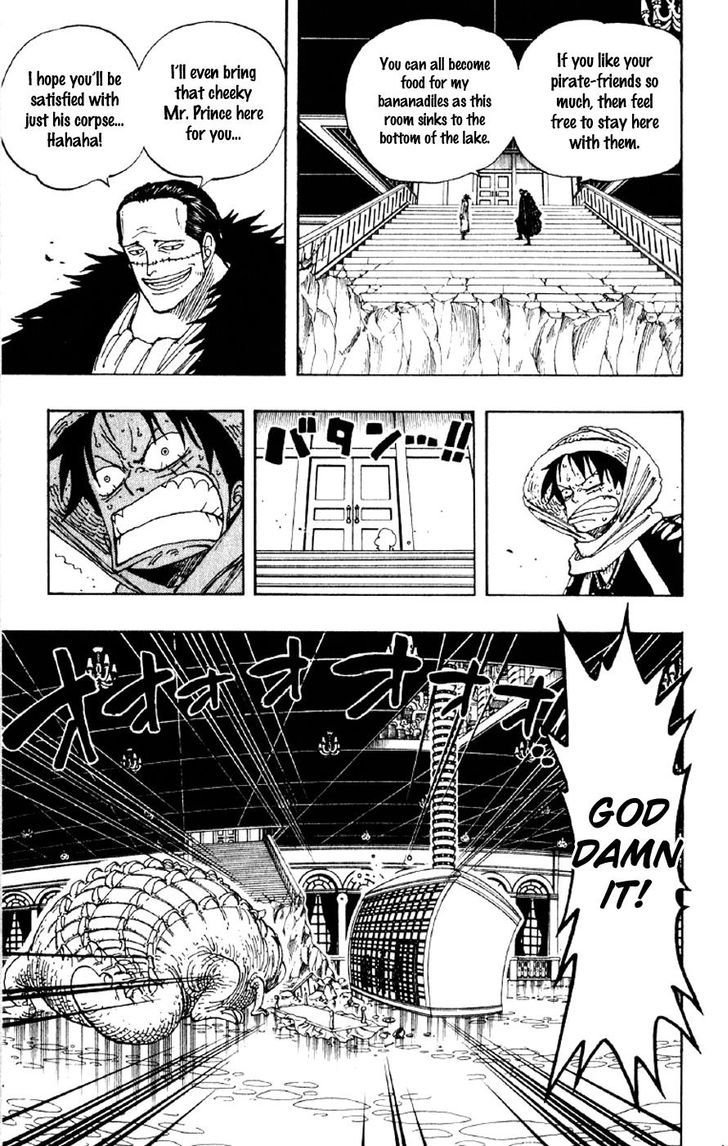 If you like your
pirate-friends so
much, then feel
free to stay here
with them.
You can all become
food for my
bananadiles as this
room sinks to the
bottom of the lake.
I'll even bring
that cheeky
Mr. Prince here
for you...
I hope you'll be
satisfied with
just his corpse...
Hahaha!
バタン…!!
GOD
DAMN
IT!
オオオオオオ!!